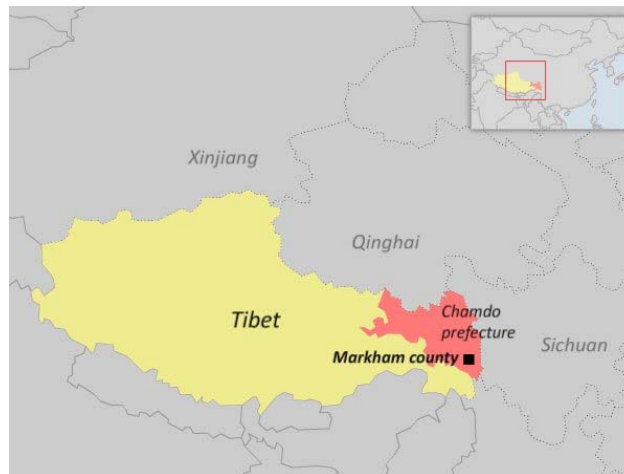 Xinjiang
Qinghai
Chamdo
prefecture
Tibet
Sichuan
Markham county